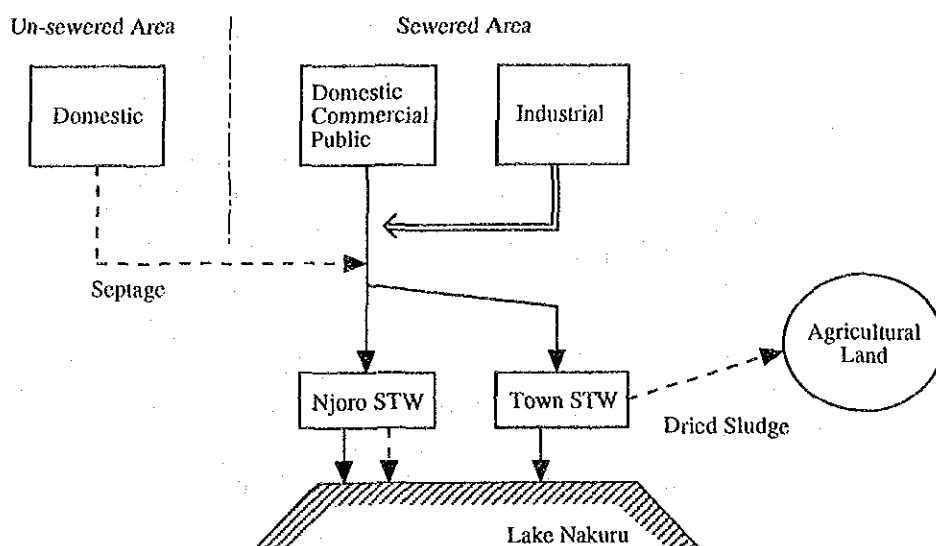 Un-sewered Area
Sewered Area
Domestic
Domestic
Commercial
Public
Industrial
Septage
Agricultural
Land
Njoro STW
Town STW
Dried Sludge
Lake Nakuru